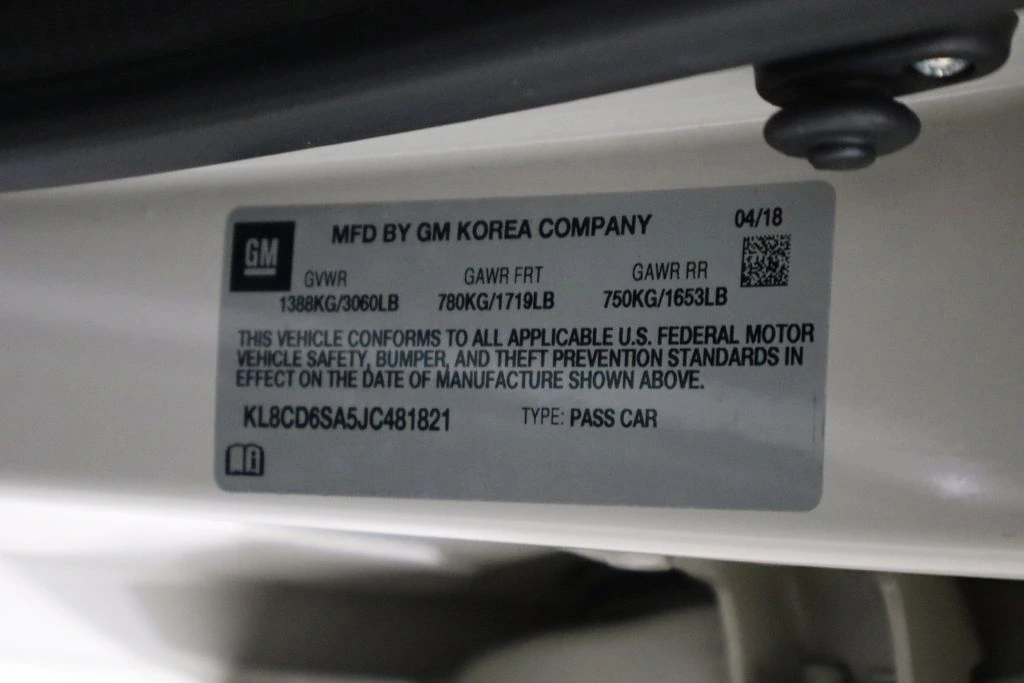 GM
MFD BY GM KOREA COMPANY
04/18
GVWR GAWR FRT GAWR RR
1388KG/3060LB 780KG/1719LB 750KG/1653LB
THIS VEHICLE CONFORMS TO ALL APPLICABLE U.S. FEDERAL MOTOR
VEHICLE SAFETY, BUMPER, AND THEFT PREVENTION STANDARDS IN
EFFECT ON THE DATE OF MANUFACTURE SHOWN ABOVE.
KL8CD6SA5JC481821 TYPE: PASS CAR